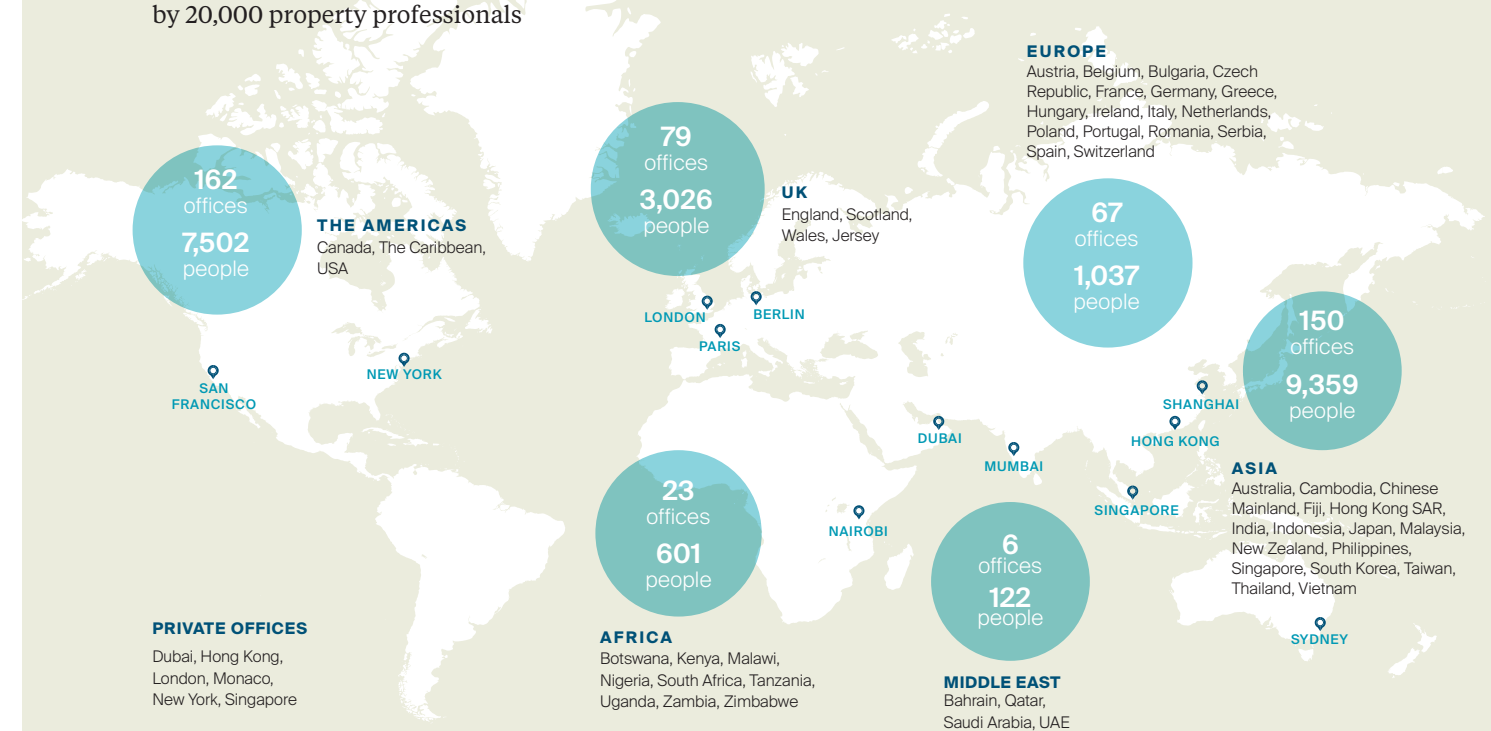 by 20,000 property professionals
EUROPE
Austria, Belgium, Bulgaria, Czech
Republic, France, Germany, Greece,
Hungary, Ireland, Italy, Netherlands,
Poland, Portugal, Romania, Serbia,
Spain, Switzerland
79
offices
3,026
people
UK
England, Scotland,
Wales, Jersey
162
offices
7,502
people
THE AMERICAS
Canada, The Caribbean,
USA
67
offices
1,037
people
LONDON
BERLIN
PARIS
NEW YORK
SAN
FRANCISCO
150
offices
9,359
people
SHANGHAI
HONG KONG
DUBAI
MUMBAI
SINGAPORE
NAIROBI
ASIA
Australia, Cambodia, Chinese
Mainland, Fiji, Hong Kong SAR,
India, Indonesia, Japan, Malaysia,
New Zealand, Philippines,
Singapore, South Korea, Taiwan,
Thailand, Vietnam
SYDNEY
23
offices
601
people
6
offices
122
people
PRIVATE OFFICES
Dubai, Hong Kong,
London, Monaco,
New York, Singapore
AFRICA
Botswana, Kenya, Malawi,
Nigeria, South Africa, Tanzania,
Uganda, Zambia, Zimbabwe
MIDDLE EAST
Bahrain, Qatar,
Saudi Arabia, UAE